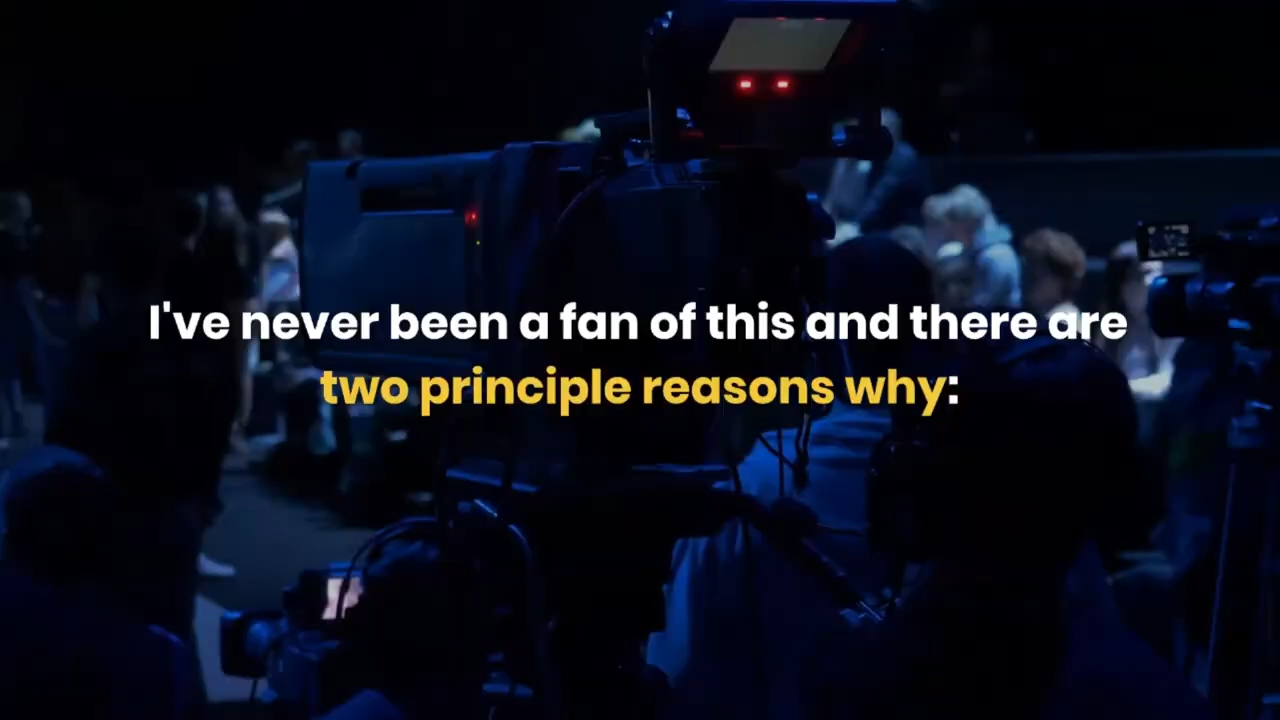 I've never been a fan of this and there are
two principle reasons why: